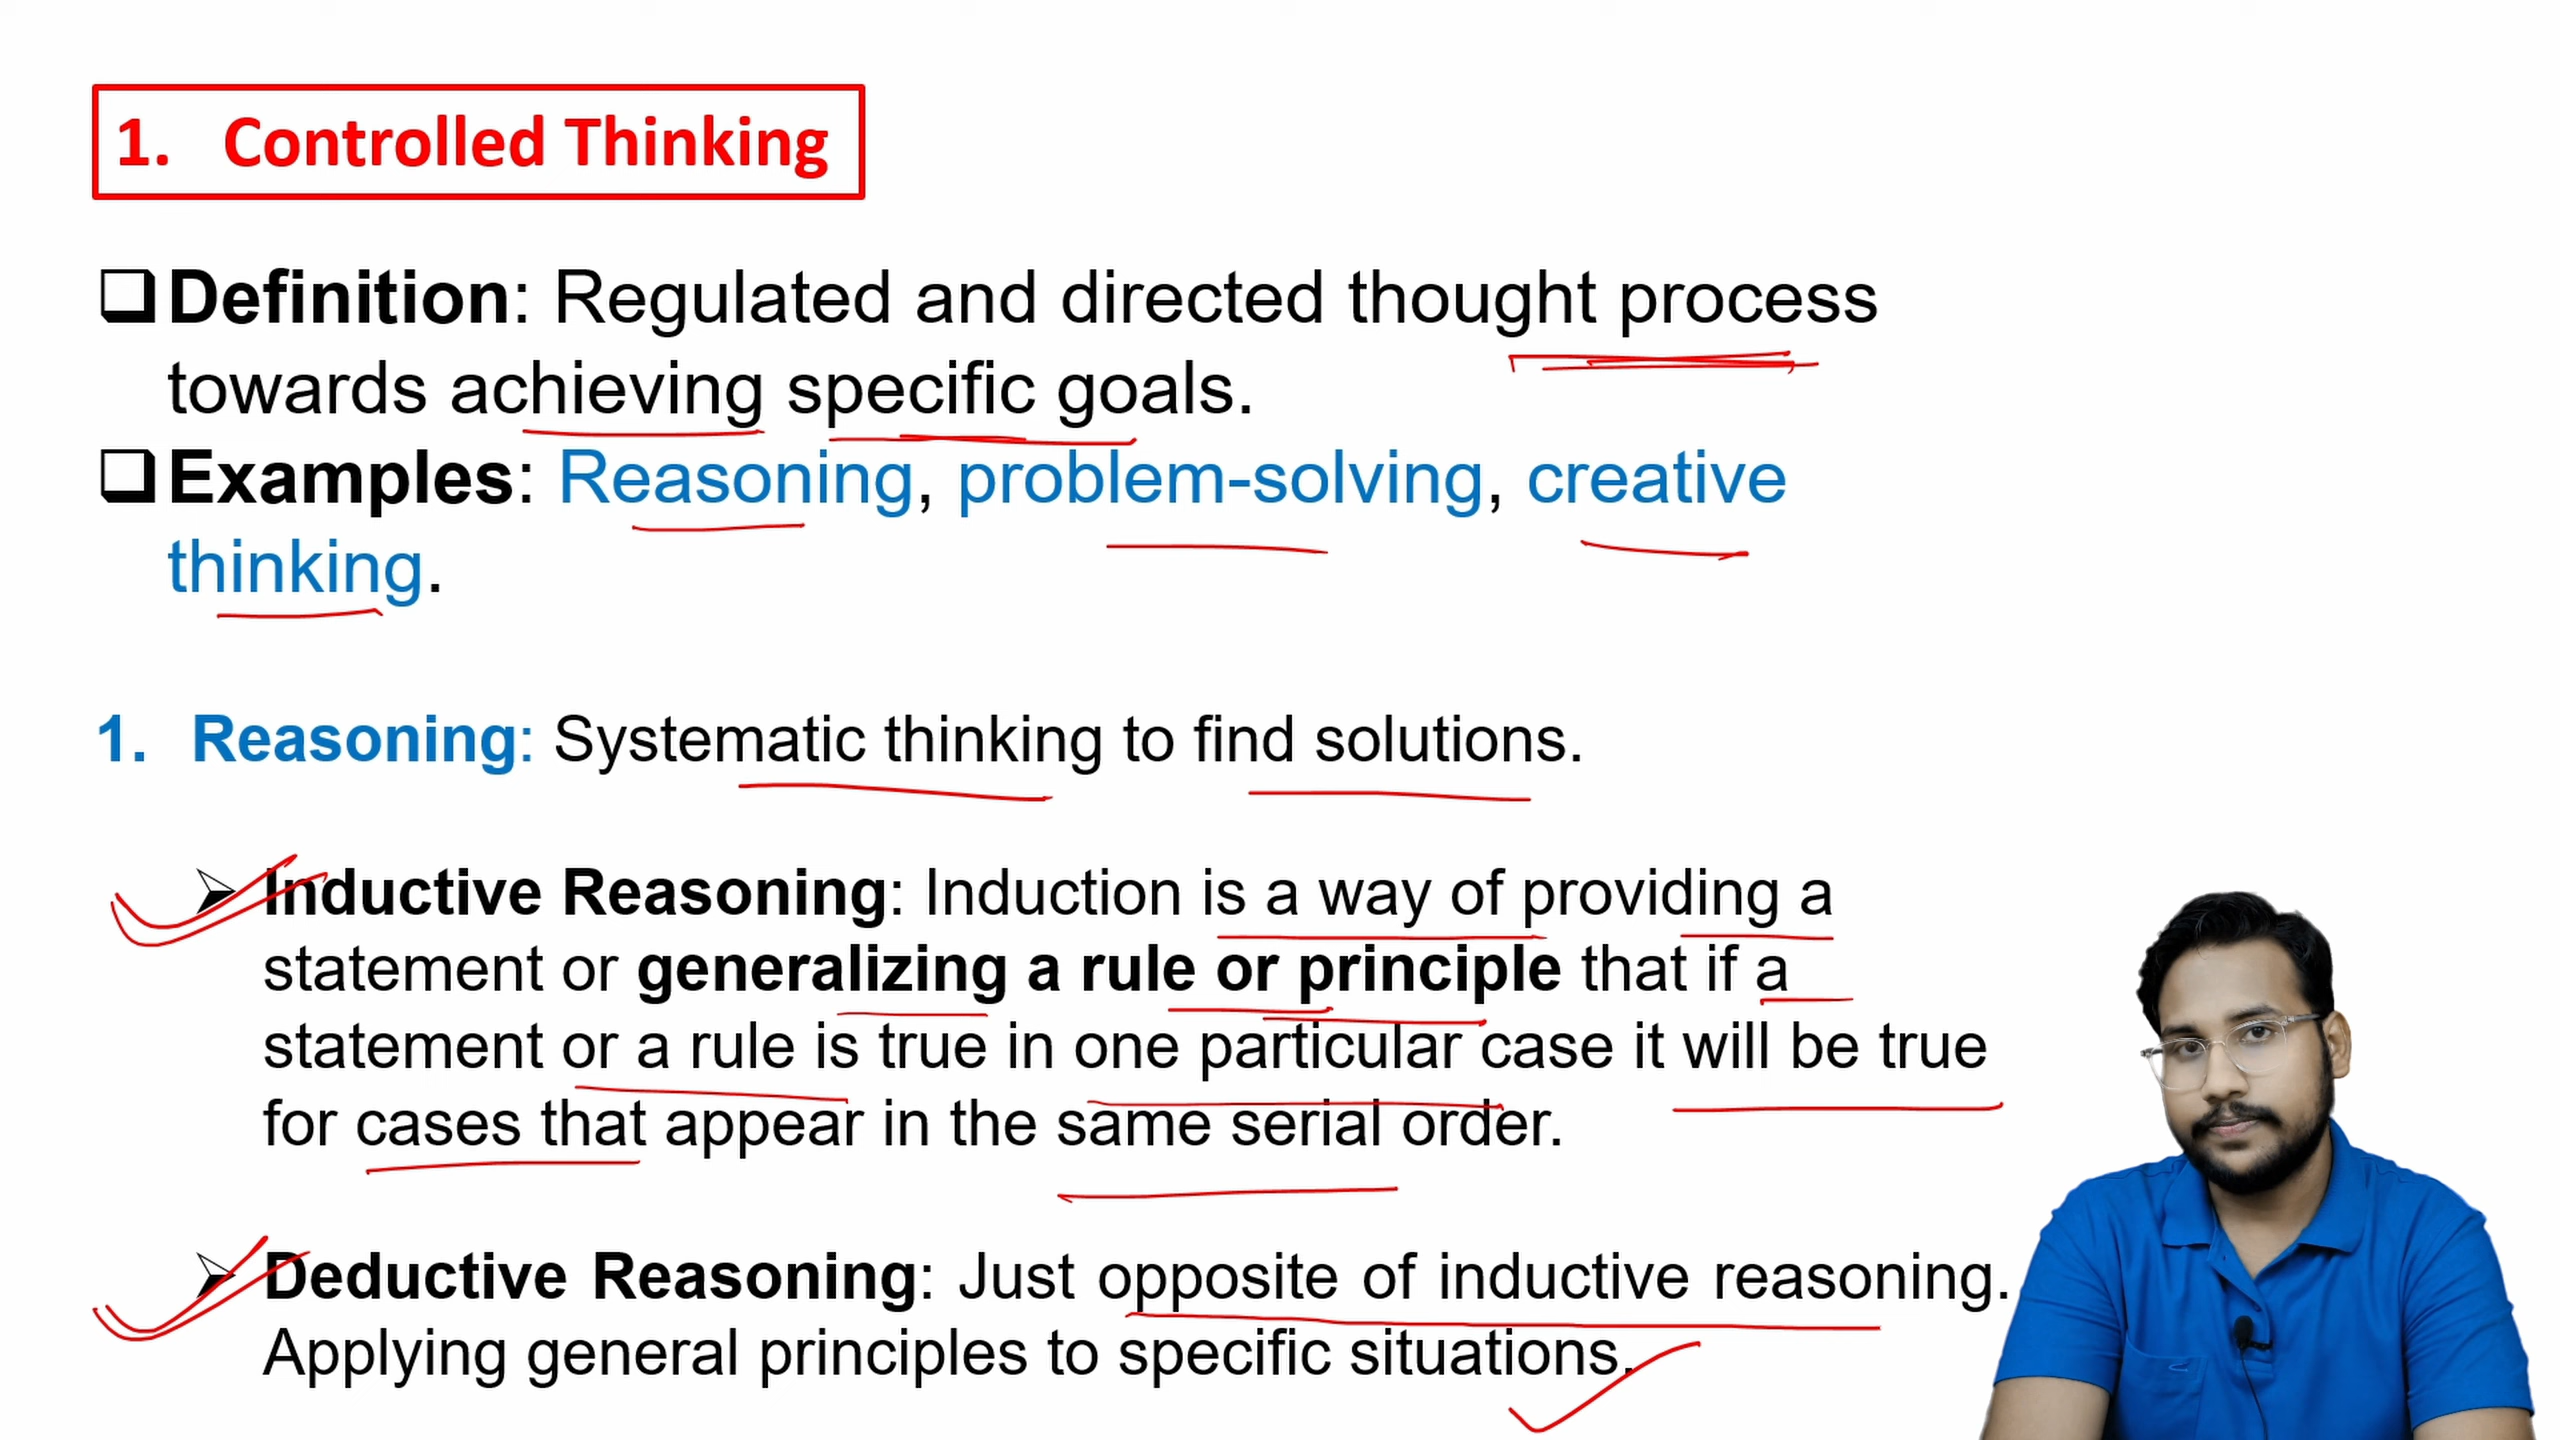 1. Controlled Thinking
Definition: Regulated and directed thought process
towards achieving specific goals.
Examples: Reasoning, problem-solving, creative
thinking.
1. Reasoning: Systematic thinking to find solutions.
Inductive Reasoning: Induction is a way of providing a
statement or generalizing a rule or principle that if a
statement or a rule is true in one particular case it will be true
for cases that appear in the same serial order.
Deductive Reasoning: Just opposite of inductive reasoning.
Applying general principles to specific situations.